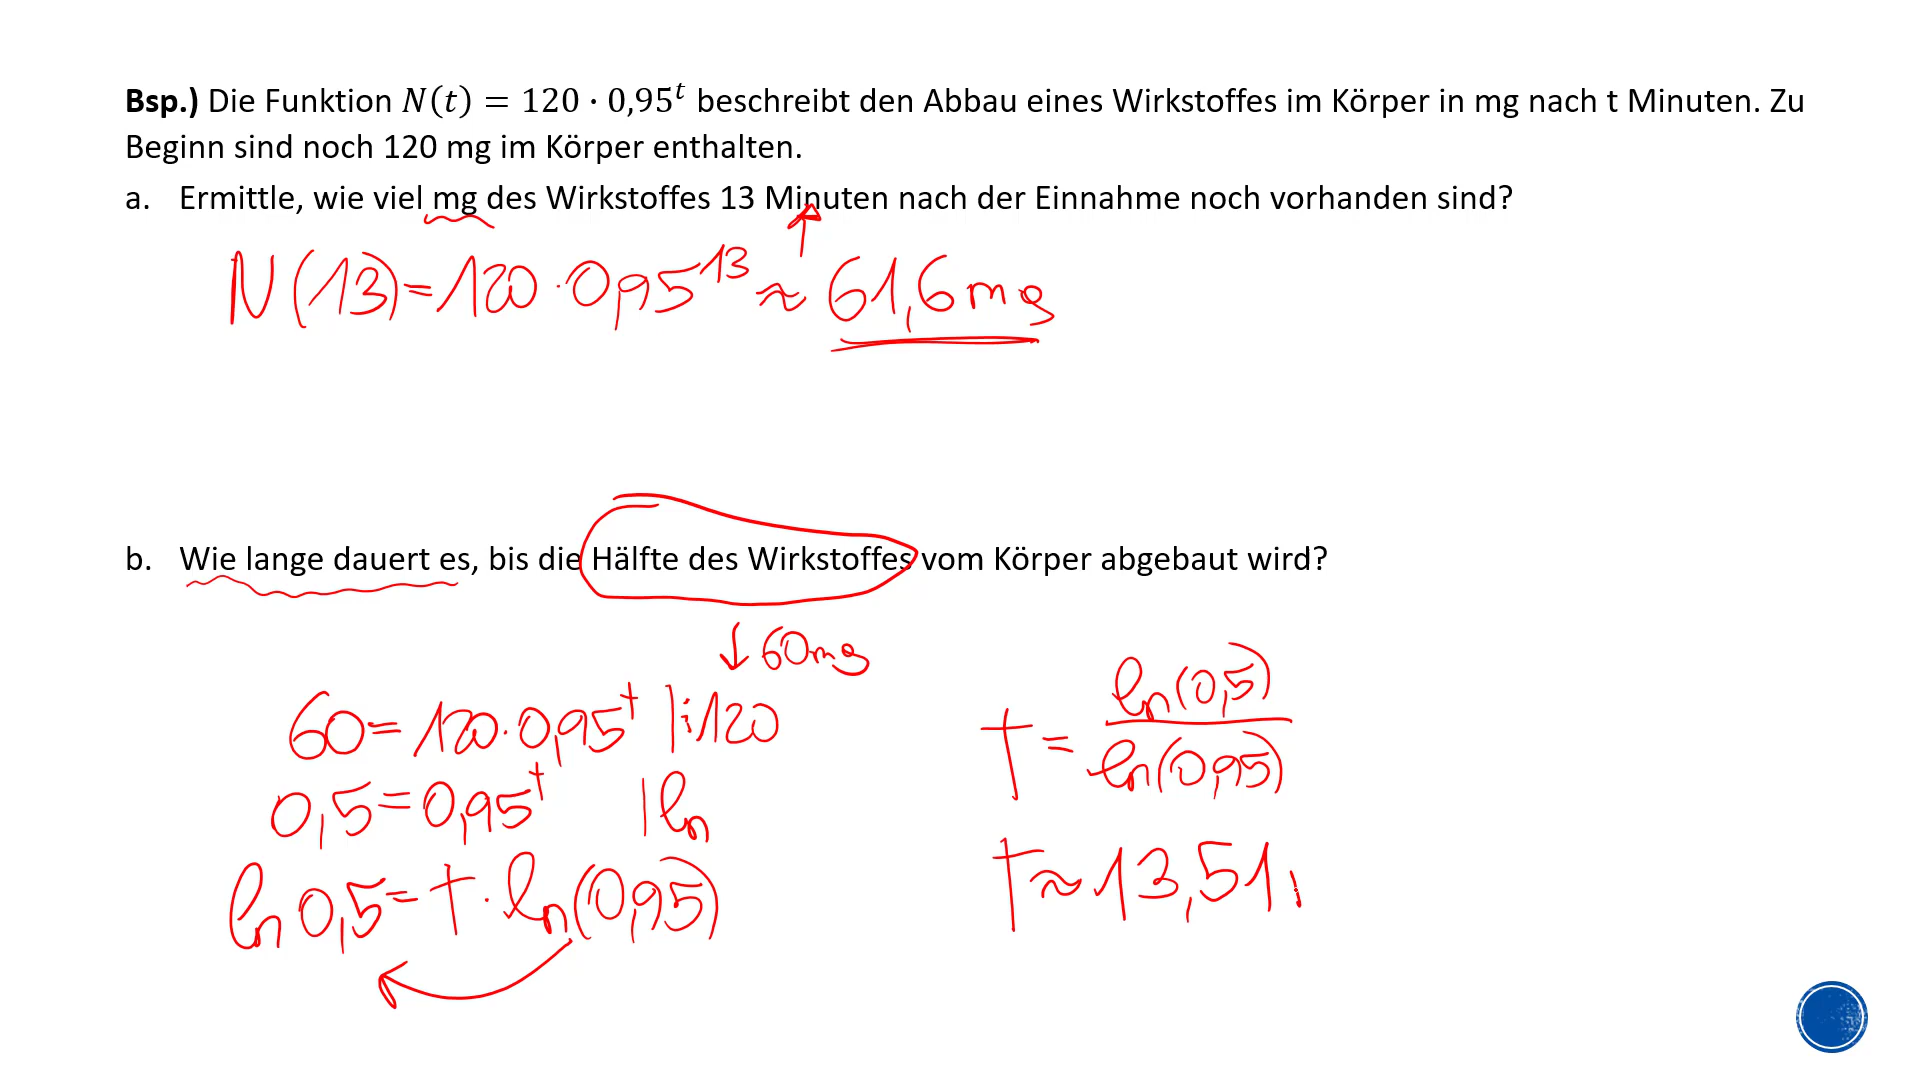 Bsp.) Die Funktion N(t) = 120 · 0,95^t beschreibt den Abbau eines Wirkstoffes im Körper in mg nach t Minuten. Zu
Beginn sind noch 120 mg im Körper enthalten.
a. Ermittle, wie viel mg des Wirkstoffes 13 Minuten nach der Einnahme noch vorhanden sind?
N(13)=120·0,95^13 ≈ 61,6mg
b. Wie lange dauert es, bis die Hälfte des Wirkstoffes vom Körper abgebaut wird?
↓ 60mg
60=120·0,95^t |:120
0,5=0,95^t |ln
ln 0,5=t·ln(0,95)
t = ln(0,5) / ln(0,95)
t≈13,51